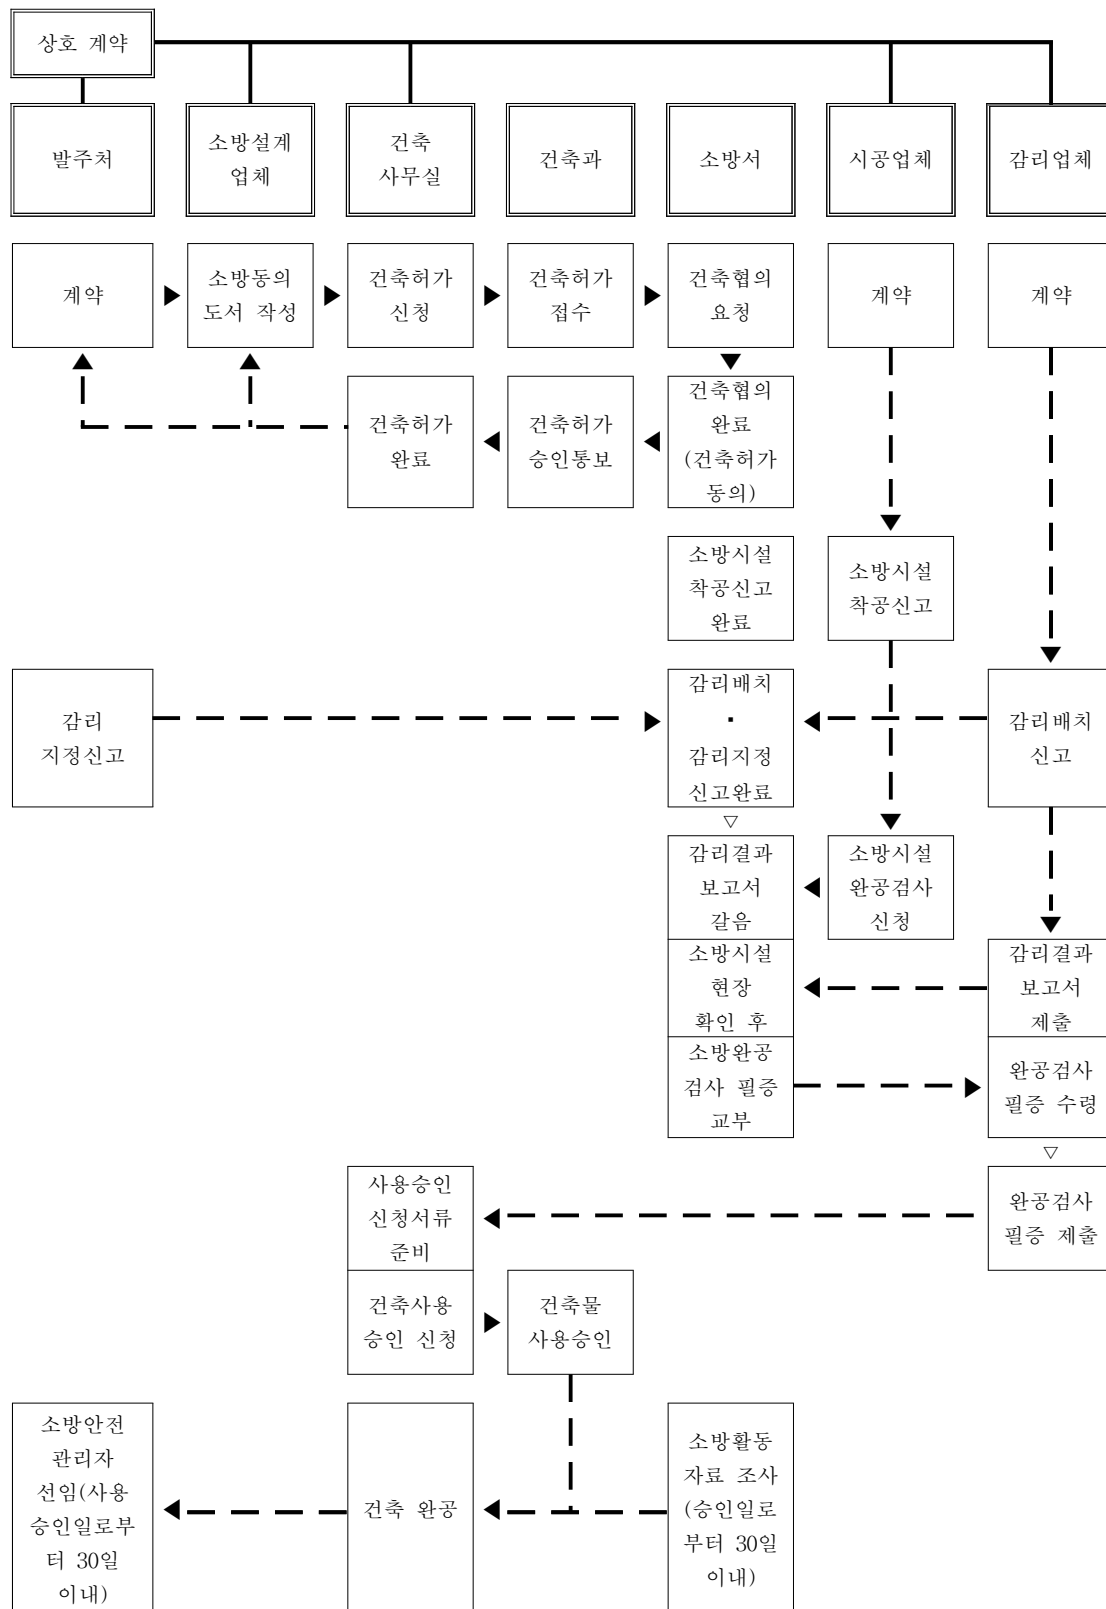 상호 계약
발주처
소방설계
업체
건축
사무실
건축과
소방서
시공업체
감리업체
계약
소방동의
도서 작성
건축허가
신청
건축허가
접수
건축협의
요청
계약
계약
건축허가
완료
건축허가
승인통보
건축협의
완료
(건축허가
동의)
소방시설
착공신고
완료
소방시설
착공신고
감리
지정신고
감리배치
·
감리지정
신고완료
감리배치
신고
감리결과
보고서
갈음
소방시설
완공검사
신청
소방시설
현장
확인 후
감리결과
보고서
제출
소방완공
검사 필증
교부
완공검사
필증 수령
사용승인
신청서류
준비
완공검사
필증 제출
건축사용
승인 신청
건축물
사용승인
소방안전
관리자
선임(사용
승인일로부
터 30일
이내)
건축 완공
소방활동
자료 조사
(승인일로
부터 30일
이내)